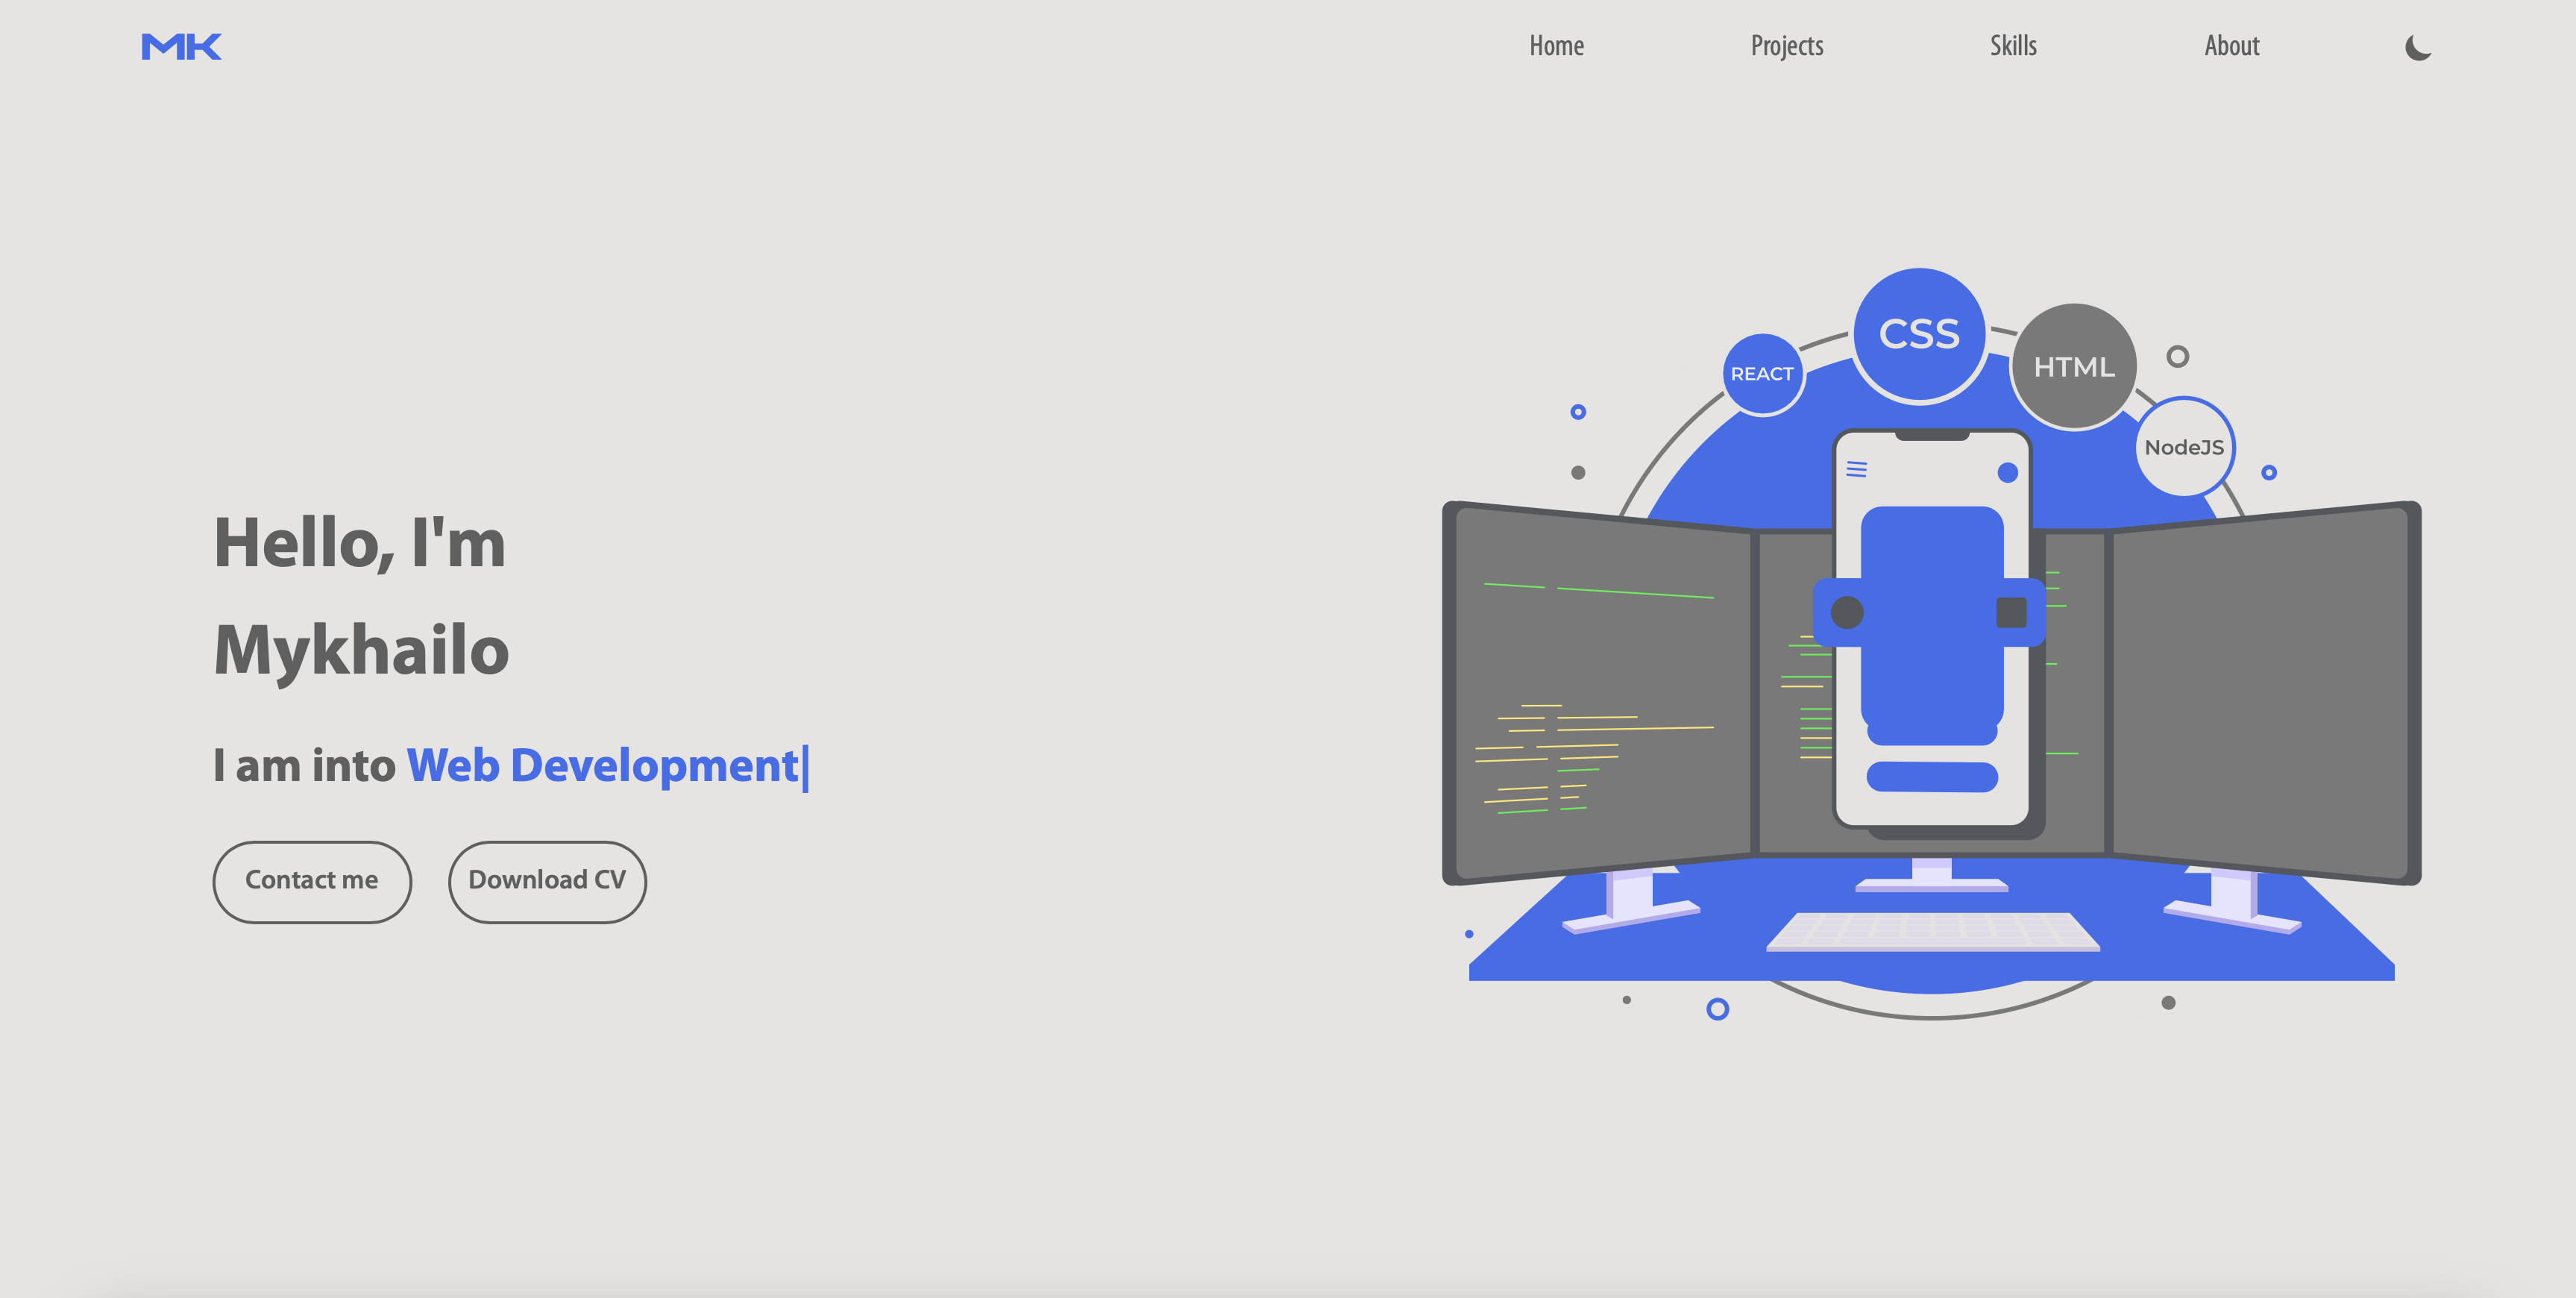 MK
Home Projects Skills About
CSS
HTML
REACT
NodeJS
Hello, I'm
Mykhailo
I am into Web Development|
Contact me Download CV